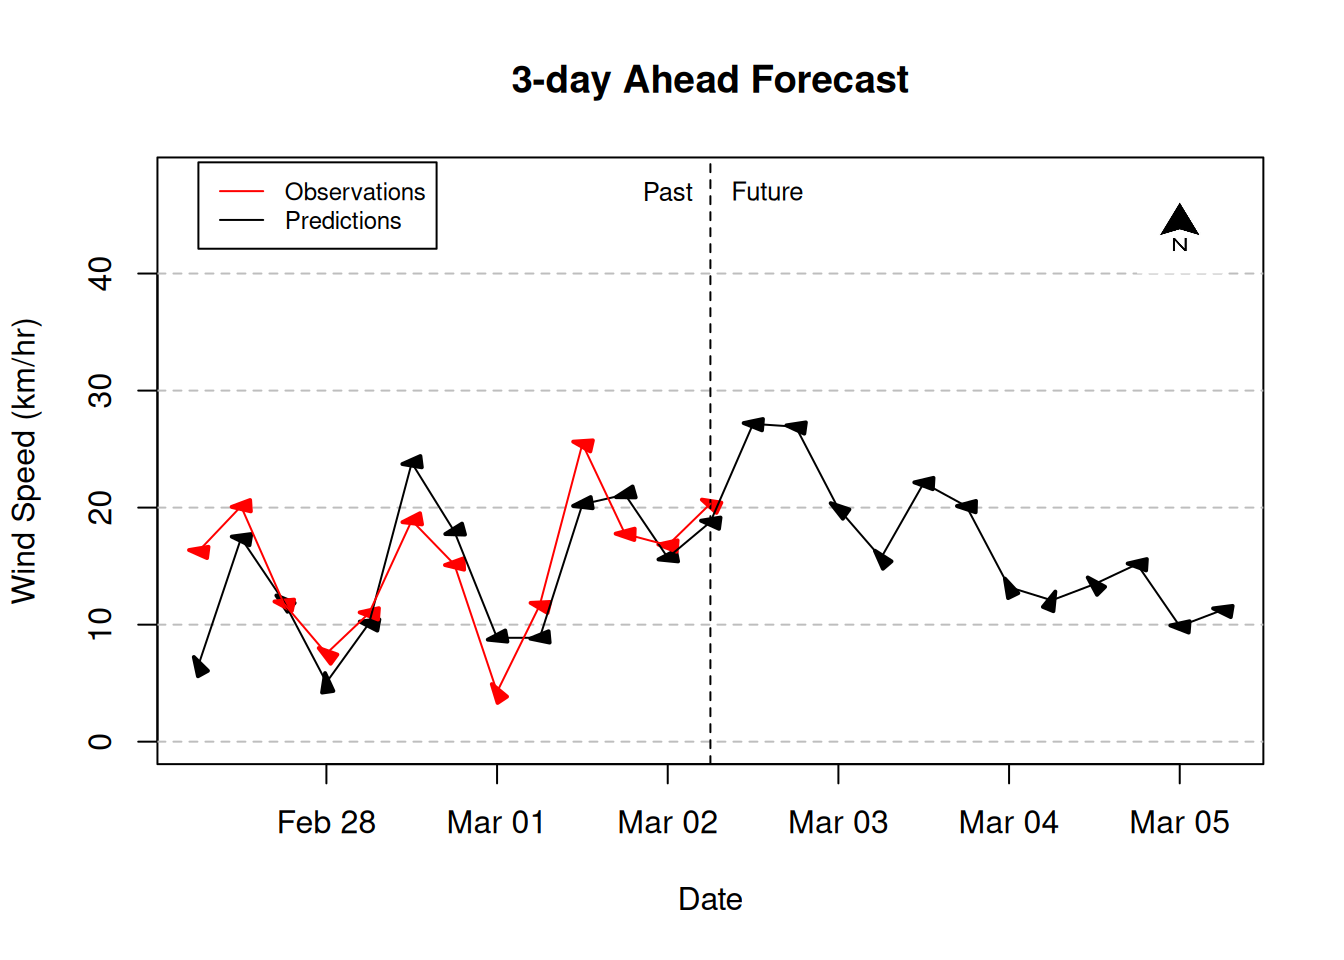 3-day Ahead Forecast
Observations
Predictions
Past
Future
N
Wind Speed (km/hr)
40
30
20
10
0
Feb 28
Mar 01
Mar 02
Mar 03
Mar 04
Mar 05
Date